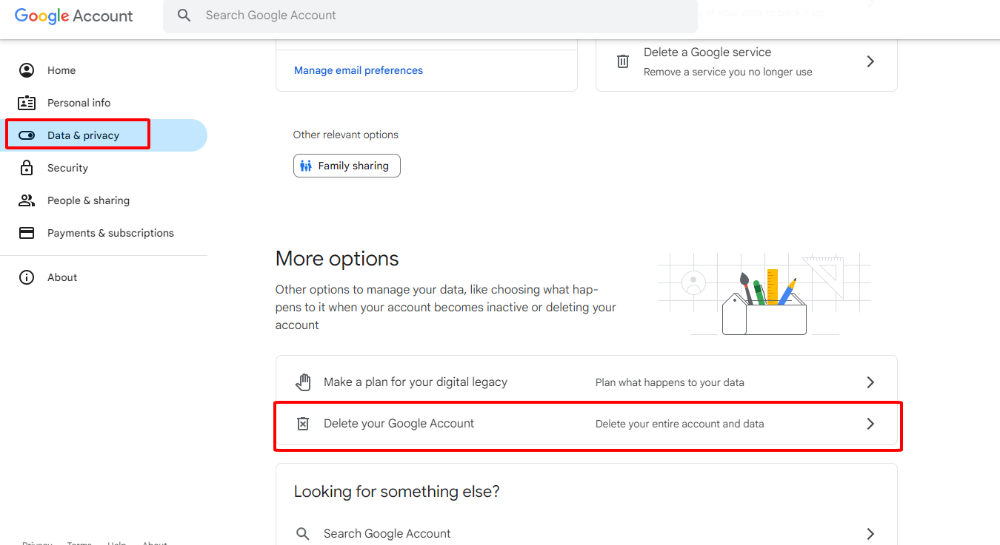 Google Account
Search Google Account
y of your data to back it up
Home
Personal info
Data & privacy
Security
People & sharing
Payments & subscriptions
About
Manage email preferences
Delete a Google service
Remove a service you no longer use
Other relevant options
Family sharing
More options
Other options to manage your data, like choosing what hap-
pens to it when your account becomes inactive or deleting your
account
Make a plan for your digital legacy
Plan what happens to your data
Delete your Google Account
Delete your entire account and data
Looking for something else?
Search Google Account
Privacy Terms Help About